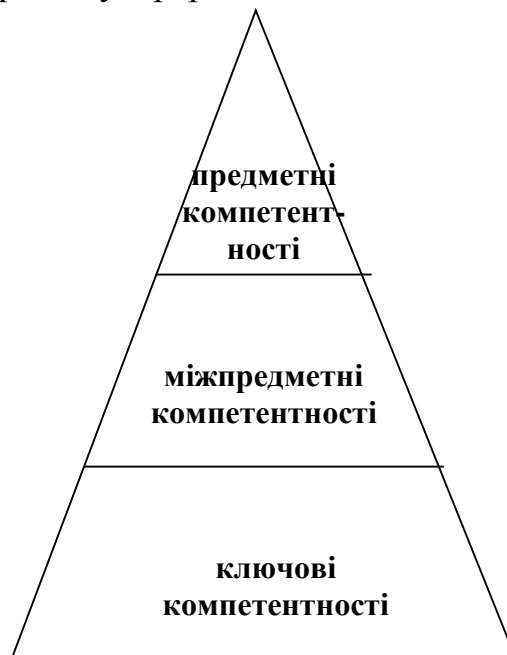 предметні
компетент-
ності
міжпредметні
компетентності
ключові
компетентності